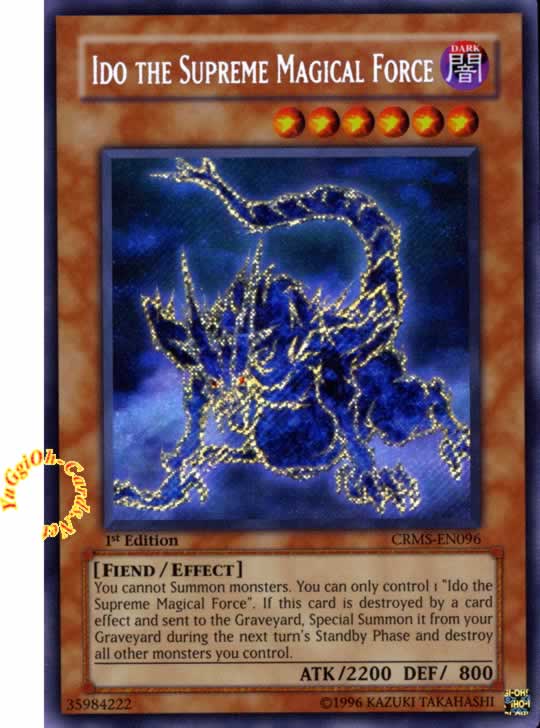 IDO THE SUPREME MAGICAL FORCE
DARK
闇
1st Edition
CRMS-EN096
[FIEND / EFFECT]
You cannot Summon monsters. You can only control 1 "Ido the
Supreme Magical Force". If this card is destroyed by a card
effect and sent to the Graveyard, Special Summon it from your
Graveyard during the next turn's Standby Phase and destroy
all other monsters you control.
ATK/2200 DEF/ 800
35984222
©1996 KAZUKI TAKAHASHI
YuGgiOh-Cards.Net